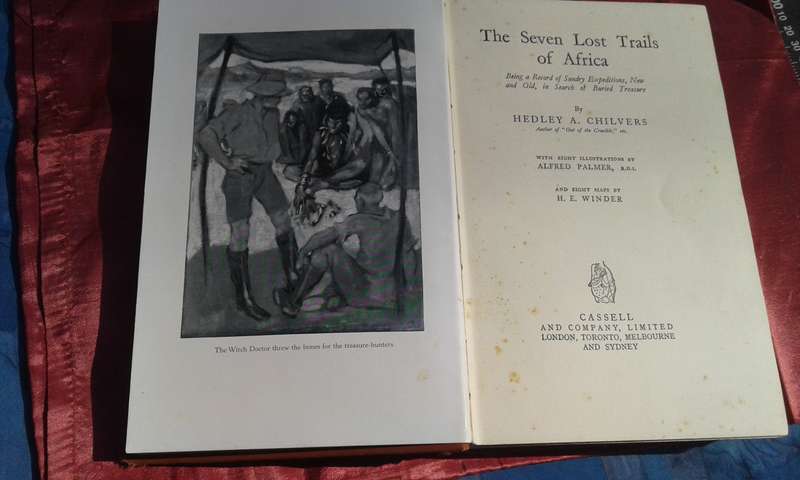 The Witch Doctor threw the bones for the treasure-hunters
The Seven Lost Trails
of Africa
Being a Record of Sundry Expeditions, New
and Old, in Search of Buried Treasure
By
HEDLEY A. CHILVERS
Author of "Out of the Crucible," etc.
WITH EIGHT ILLUSTRATIONS BY
ALFRED PALMER, R.O.I.
AND EIGHT MAPS BY
H. E. WINDER
CASSELL
AND COMPANY, LIMITED
LONDON, TORONTO, MELBOURNE
AND SYDNEY
10
20
30